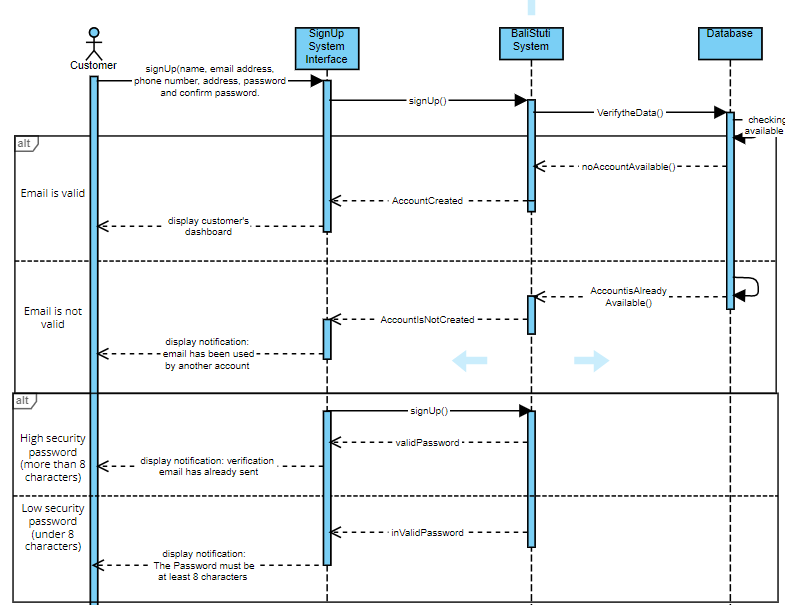 SignUp
System
Interface
BaliStuti
System
Database
Customer
signUp(name, email address,
phone number, address, password
and confirm password.
signUp()
VerifytheData()
checking
available
alt
Email is valid
noAccountAvailable()
AccountCreated
display customer's
dashboard
Email is not
valid
AccountisAlready
Available()
AccountIsNotCreated
display notification:
email has been used
by another account
alt
High security
password
(more than 8
characters)
signUp()
validPassword
display notification: verification
email has already sent
Low security
password
(under 8
characters)
inValidPassword
display notification:
The Password must be
at least 8 characters